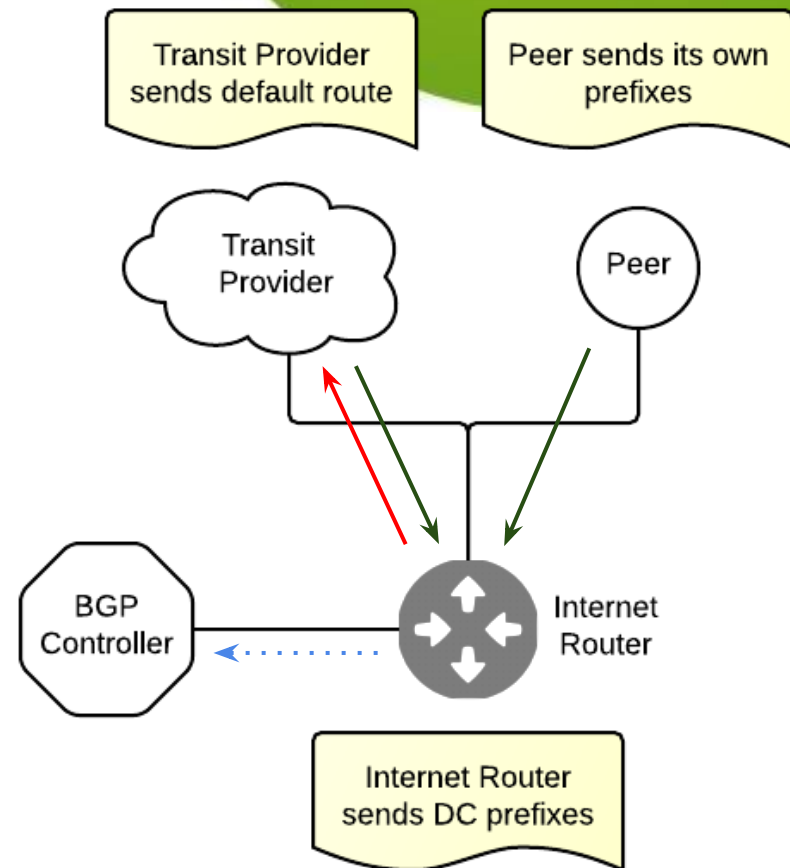 Transit Provider
sends default route
Peer sends its own
prefixes
Transit
Provider
Peer
BGP
Controller
Internet
Router
Internet Router
sends DC prefixes